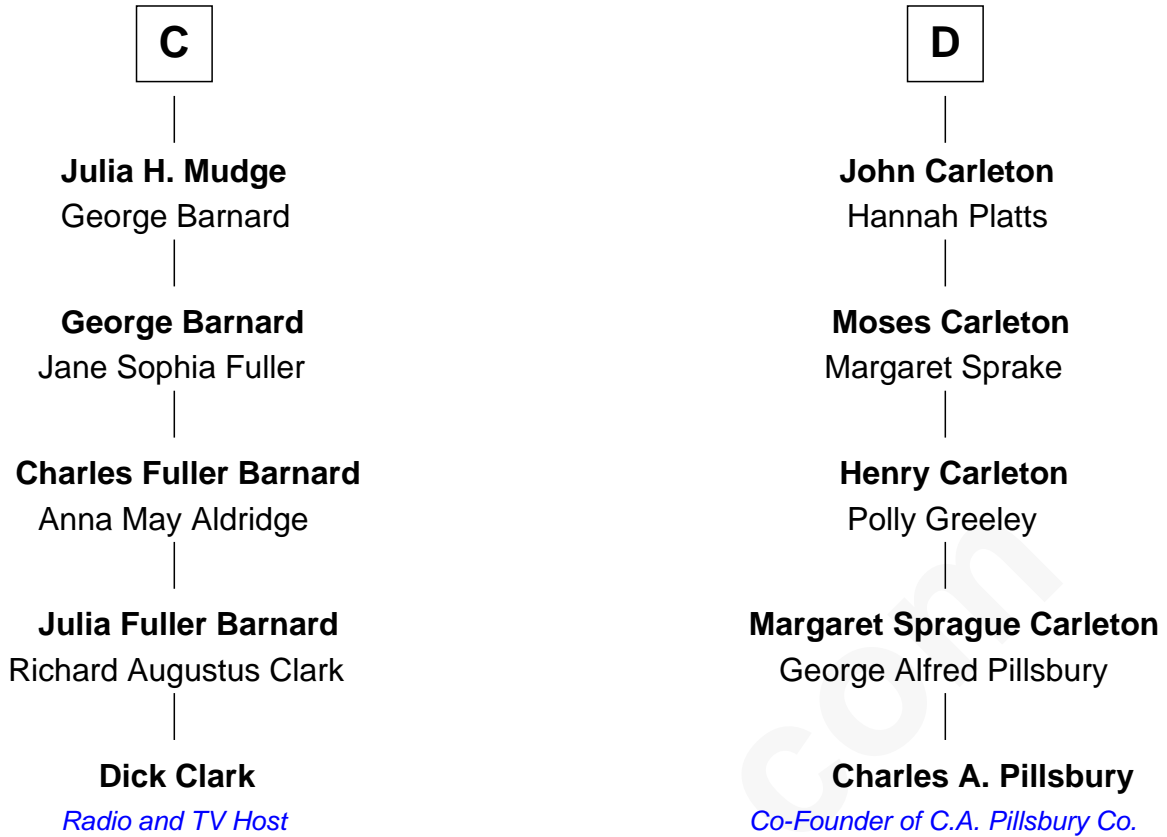 C
Julia H. Mudge
George Barnard
George Barnard
Jane Sophia Fuller
Charles Fuller Barnard
Anna May Aldridge
Julia Fuller Barnard
Richard Augustus Clark
Dick Clark
Radio and TV Host
D
John Carleton
Hannah Platts
Moses Carleton
Margaret Sprake
Henry Carleton
Polly Greeley
Margaret Sprague Carleton
George Alfred Pillsbury
Charles A. Pillsbury
Co-Founder of C.A. Pillsbury Co.
com